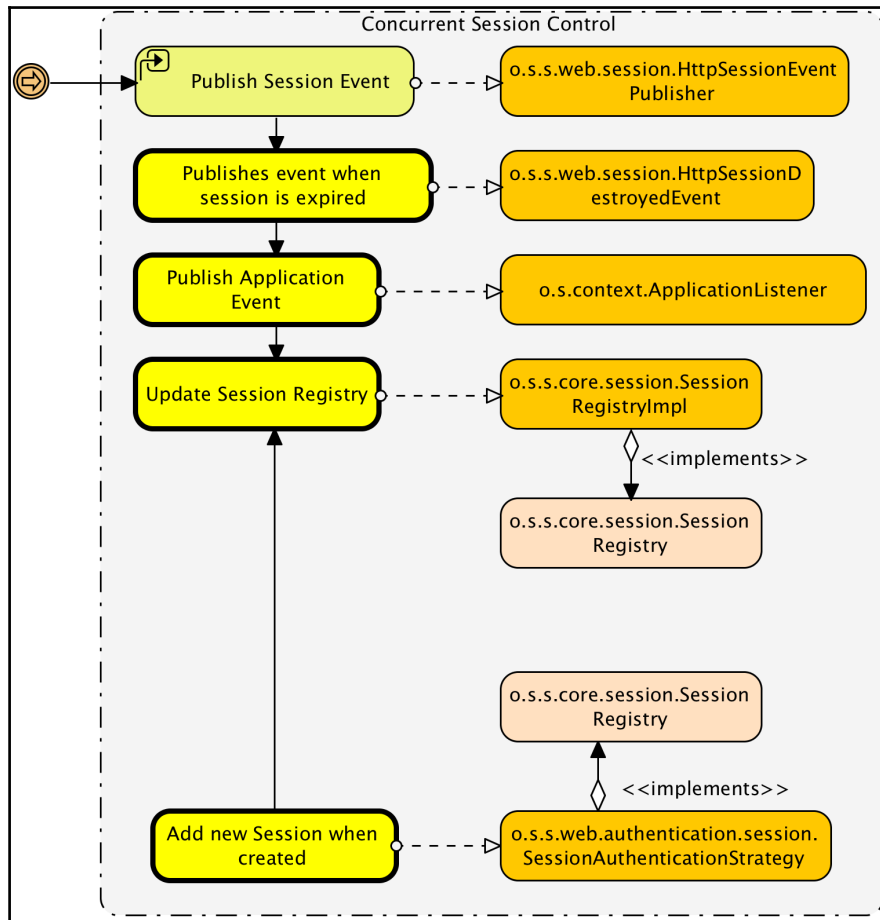 Concurrent Session Control
Publish Session Event
o.s.s.web.session.HttpSessionEvent
Publisher
Publishes event when
session is expired
o.s.s.web.session.HttpSessionD
estroyedEvent
Publish Application
Event
o.s.context.ApplicationListener
Update Session Registry
o.s.s.core.session.Session
RegistryImpl
<<implements>>
o.s.s.core.session.Session
Registry
o.s.s.core.session.Session
Registry
<<implements>>
Add new Session when
created
o.s.s.web.authentication.session.
SessionAuthenticationStrategy